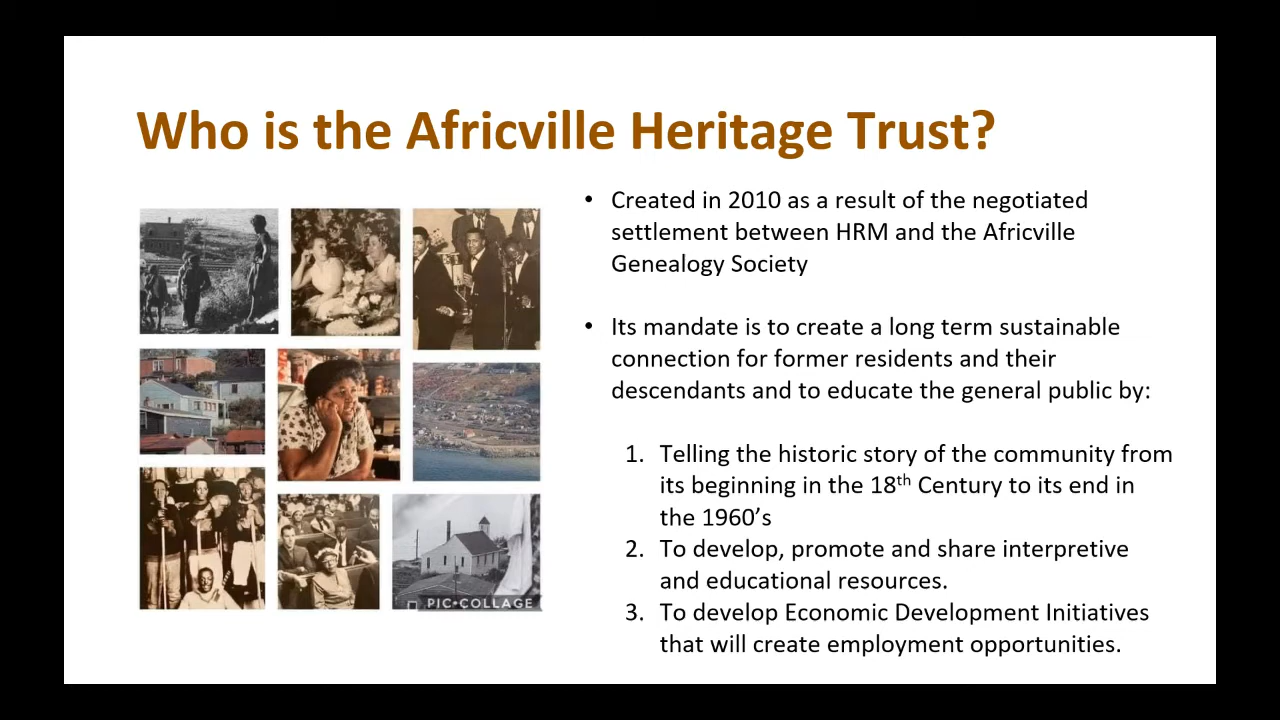 Who is the Africville Heritage Trust?
• Created in 2010 as a result of the negotiated
settlement between HRM and the Africville
Genealogy Society
• Its mandate is to create a long term sustainable
connection for former residents and their
descendants and to educate the general public by:
1. Telling the historic story of the community from
its beginning in the 18th Century to its end in
the 1960’s
2. To develop, promote and share interpretive
and educational resources.
3. To develop Economic Development Initiatives
that will create employment opportunities.
PIC•COLLAGE